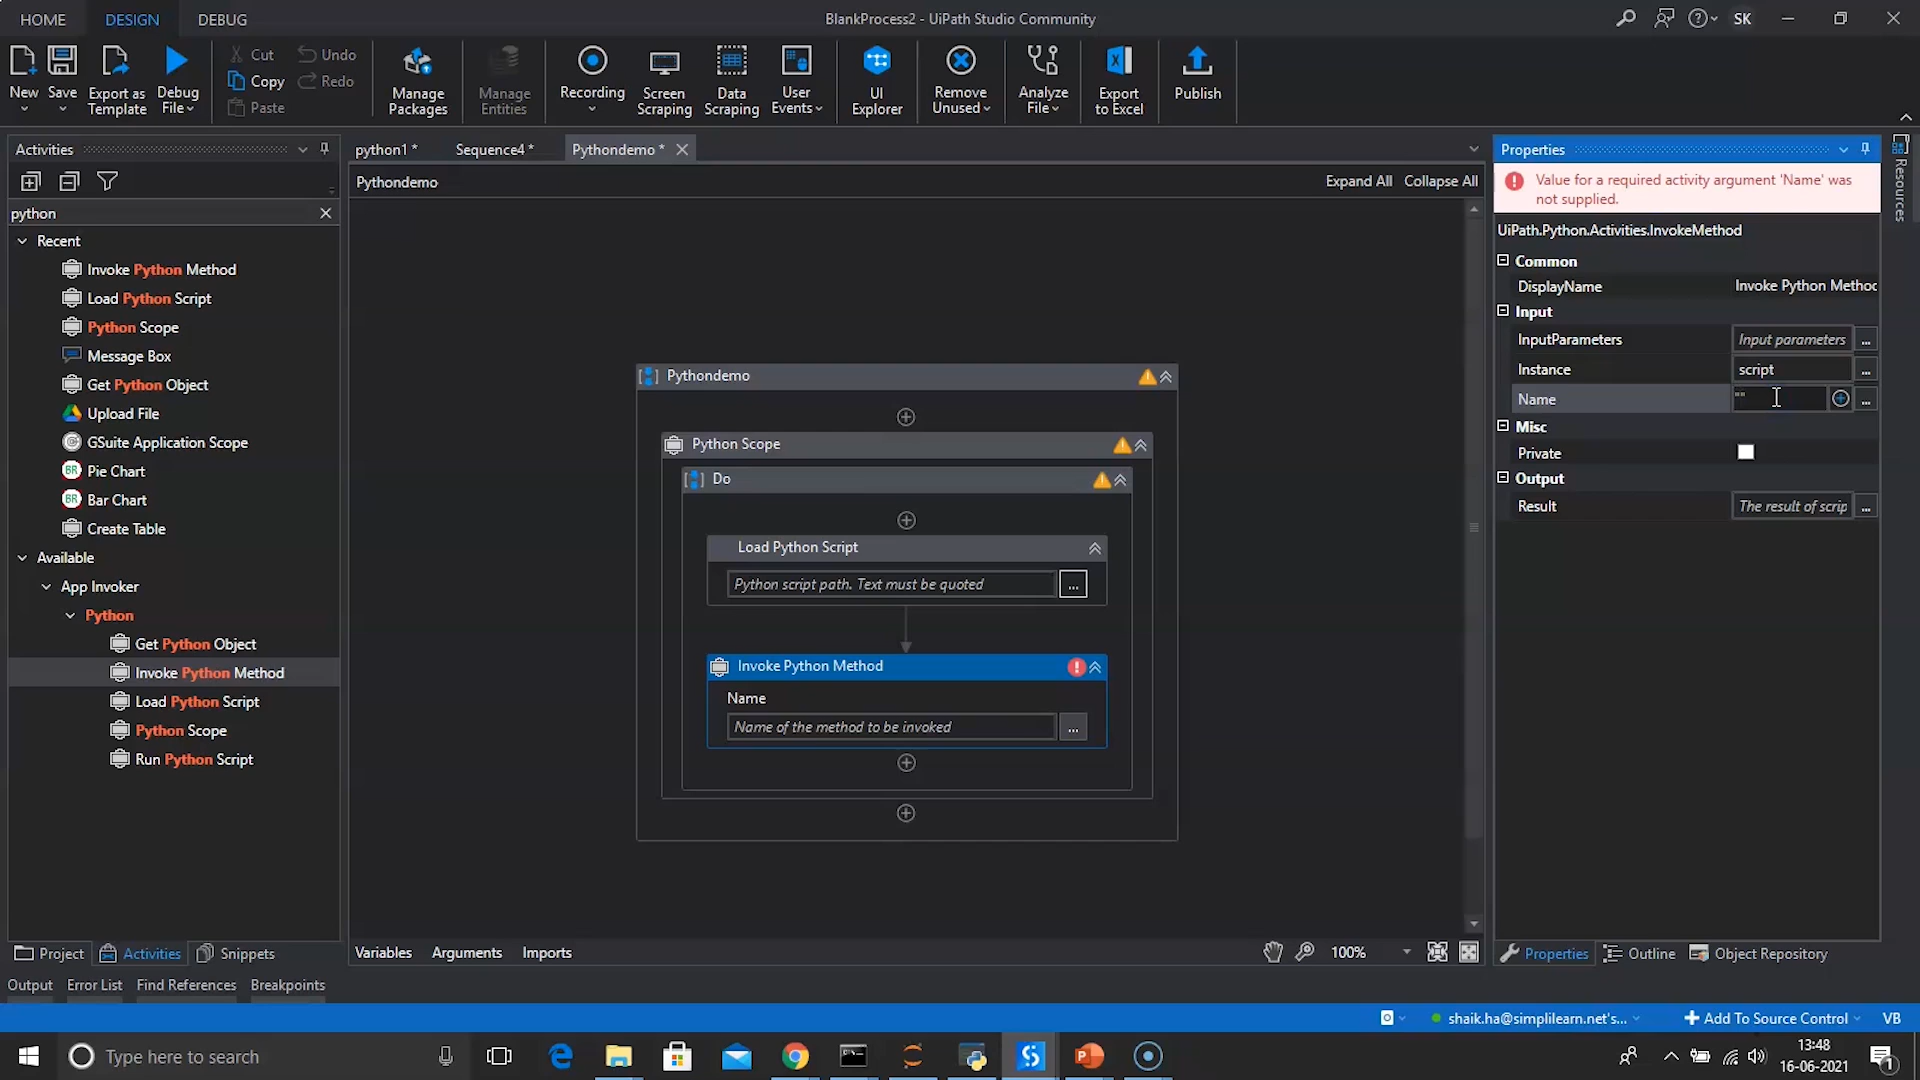 HOME
DESIGN
DEBUG
BlankProcess2 - UiPath Studio Community
SK
New
Save
Export as Template
Debug File
Cut
Copy
Paste
Undo
Redo
Manage Packages
Manage Entities
Recording
Screen Scraping
Data Scraping
User Events
UI Explorer
Remove Unused
Analyze File
Export to Excel
Publish
Activities
python
Recent
Invoke Python Method
Load Python Script
Python Scope
Message Box
Get Python Object
Upload File
GSuite Application Scope
BR Pie Chart
BR Bar Chart
Create Table
Available
App Invoker
Python
Get Python Object
Invoke Python Method
Load Python Script
Python Scope
Run Python Script
Project
Activities
Snippets
python1 *
Sequence4 *
Pythondemo *
Pythondemo
Expand All
Collapse All
Pythondemo
Python Scope
Do
Load Python Script
Python script path. Text must be quoted
...
Invoke Python Method
Name
Name of the method to be invoked
...
Variables
Arguments
Imports
100%
Properties
Value for a required activity argument 'Name' was
not supplied.
UiPath.Python.Activities.InvokeMethod
Common
DisplayName
Invoke Python Methoc
Input
InputParameters
Input parameters
...
Instance
script
...
Name
""
...
Misc
Private
Output
Result
The result of scrip
...
Properties
Outline
Object Repository
Resources
Output
Error List
Find References
Breakpoints
shaik.ha@simplilearn.net's...
Add To Source Control
VB
Type here to search
13:48
16-06-2021
1